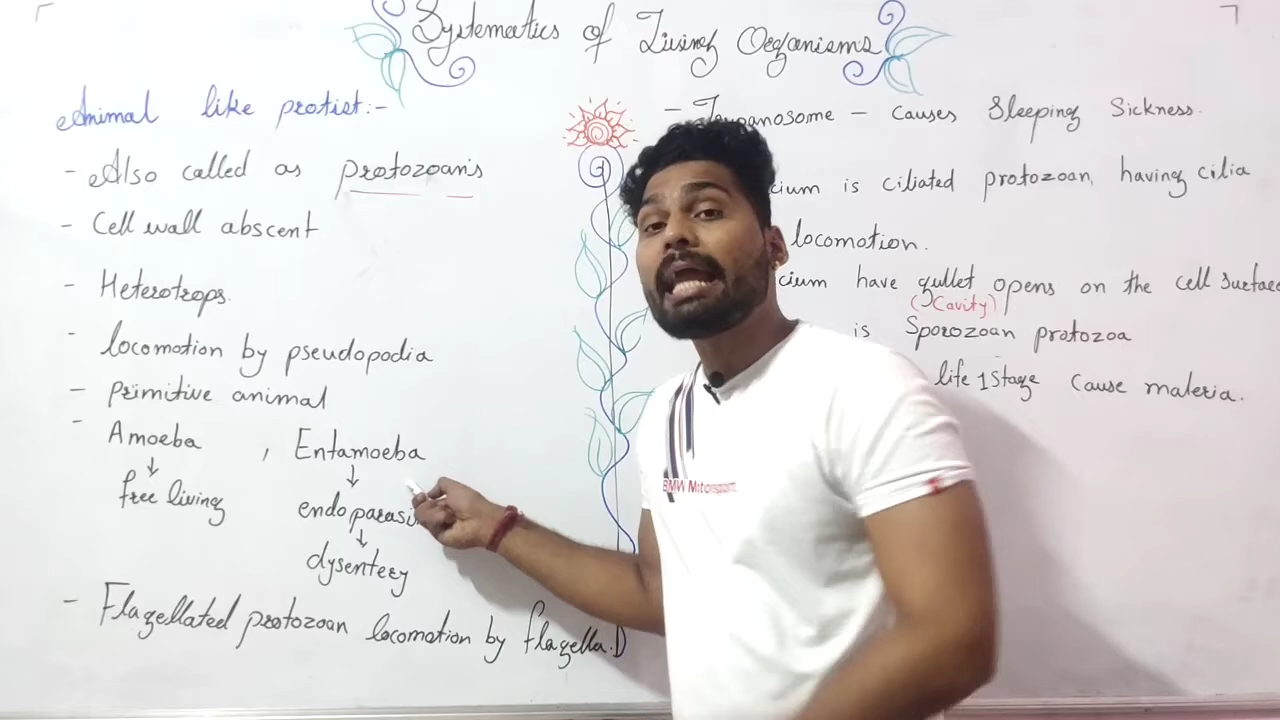 Systematics of Living Organisms
Animal like protist:-
- Also called as protozoan's
- Cell wall abscent
- Heterotrops.
- locomotion by pseudopodia
- primitive animal
- Amoeba , Entamoeba
↓ ↓
free living endoparasi
↓
dysentery
- Flagellated protozoan locomotion by flagella.
- causes Sleeping Sickness.
cium is ciliated protozoan, having cilia
locomotion.
cium have gullet opens on the cell surface
(Cavity)
is Sporozoan protozoa
life 1 stage cause maleria.
BMW Motorsport